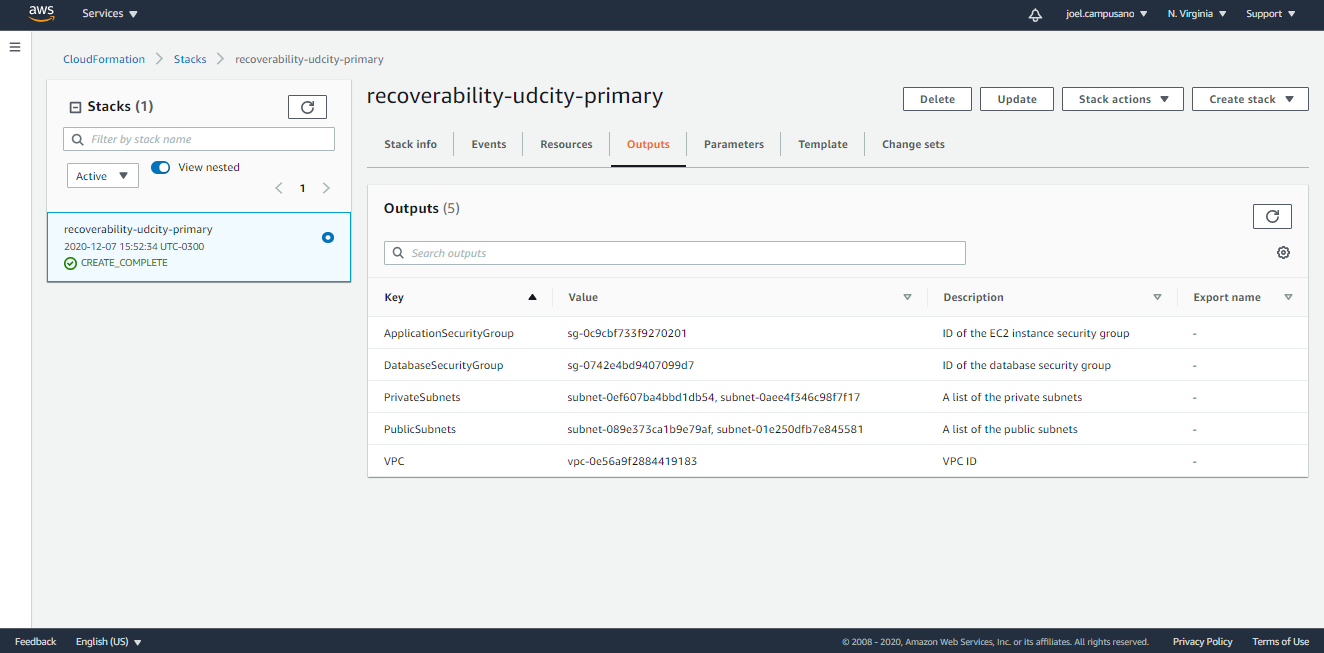 aws Services joel.campusano N. Virginia Support
CloudFormation Stacks recoverability-udcity-primary
Stacks (1)
Filter by stack name
Active View nested
1
recoverability-udcity-primary
2020-12-07 15:52:34 UTC-0300
CREATE_COMPLETE
recoverability-udcity-primary
Delete Update Stack actions Create stack
Stack info Events Resources Outputs Parameters Template Change sets
Outputs (5)
Search outputs
Key Value Description Export name
ApplicationSecurityGroup sg-0c9cbf733f9270201 ID of the EC2 instance security group -
DatabaseSecurityGroup sg-0742e4bd9407099d7 ID of the database security group -
PrivateSubnets subnet-0ef607ba4bbd1db54, subnet-0aee4f346c98f7f17 A list of the private subnets -
PublicSubnets subnet-089e373ca1b9e79af, subnet-01e250dfb7e845581 A list of the public subnets -
VPC vpc-0e56a9f2884419183 VPC ID -
Feedback English (US) © 2008 - 2020, Amazon Web Services, Inc. or its affiliates. All rights reserved. Privacy Policy Terms of Use